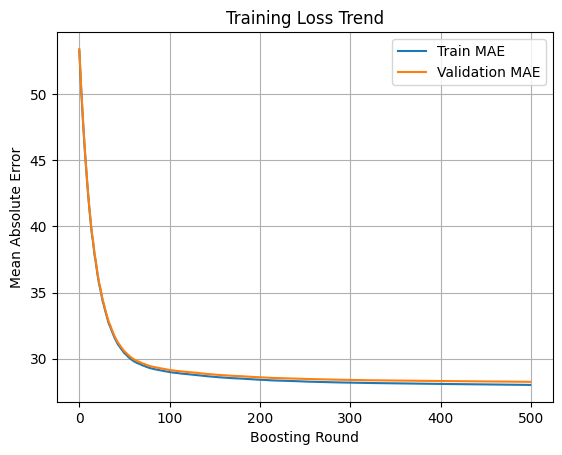 Training Loss Trend
Train MAE
Validation MAE
Mean Absolute Error
50
45
40
35
30
0
100
200
300
400
500
Boosting Round